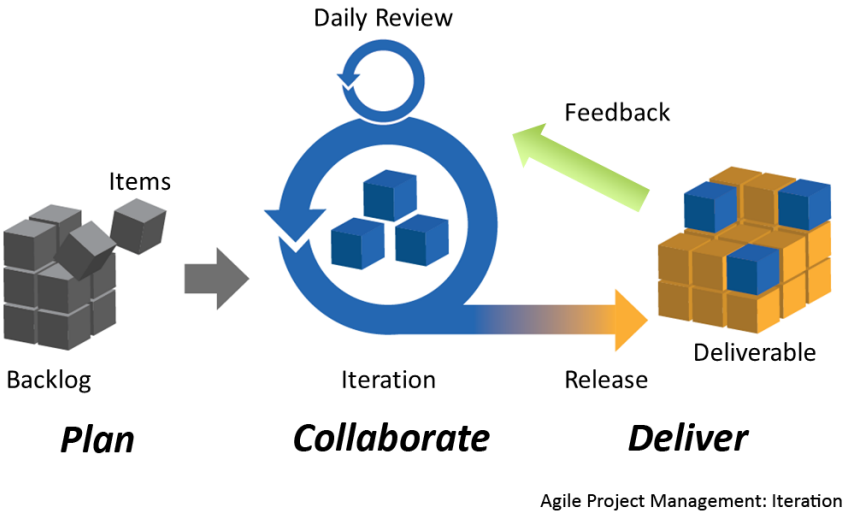 Daily Review
Feedback
Items
Deliverable
Backlog
Iteration
Release
Plan
Collaborate
Deliver
Agile Project Management: Iteration